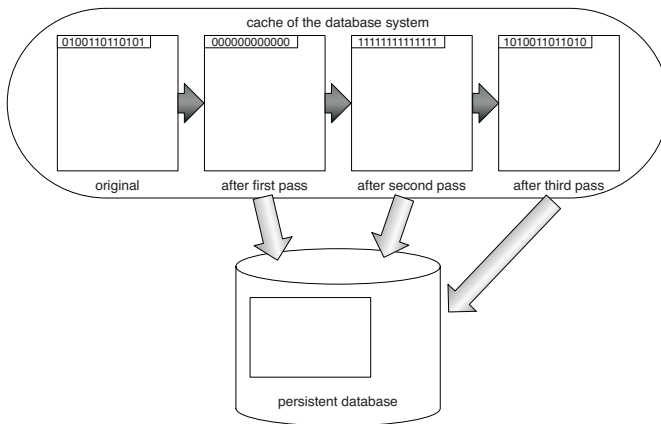 cache of the database system
0100110110101
000000000000
11111111111111
1010011011010
original
after first pass
after second pass
after third pass
persistent database